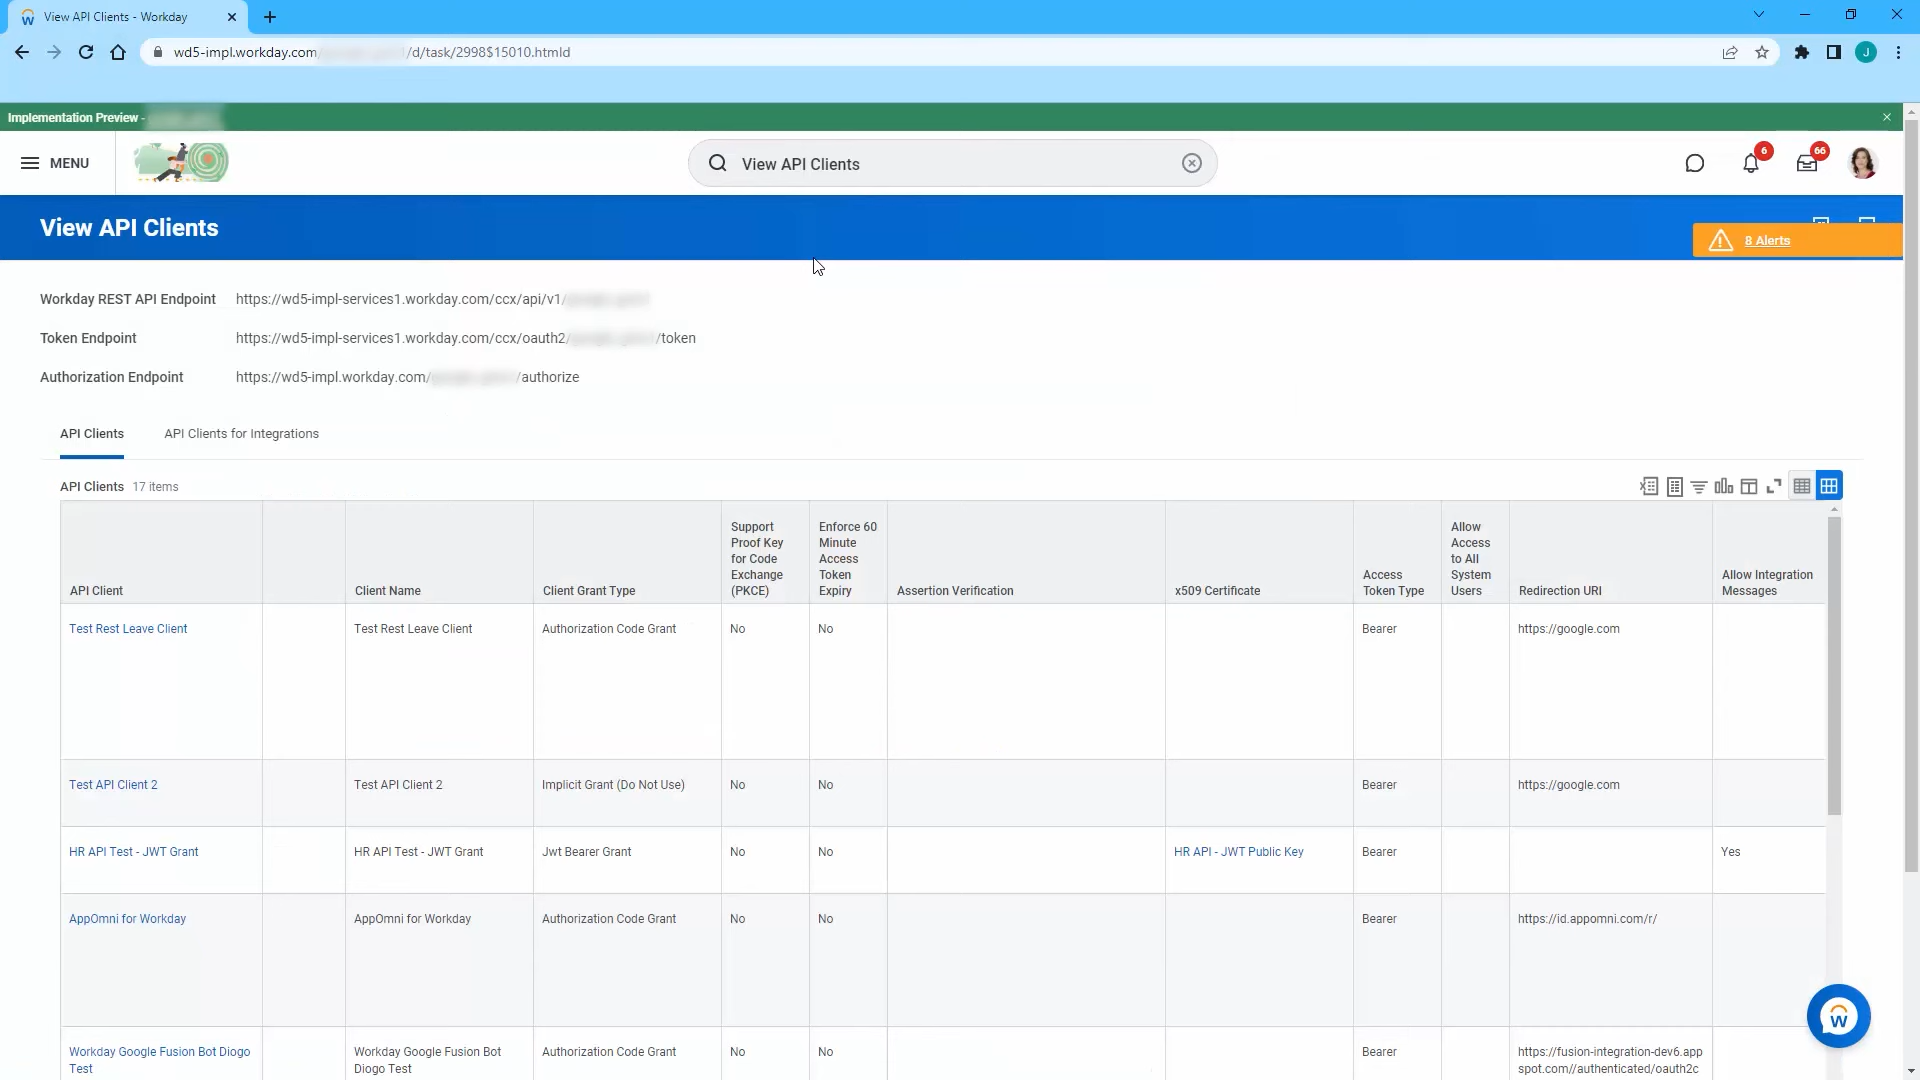 View API Clients - Workday
wd5-impl.workday.com/ /d/task/2998$15010.htmld
J
Implementation Preview -
MENU
View API Clients
6
66
View API Clients
8 Alerts
Workday REST API Endpoint https://wd5-impl-services1.workday.com/ccx/api/v1/
Token Endpoint https://wd5-impl-services1.workday.com/ccx/oauth2/ /token
Authorization Endpoint https://wd5-impl.workday.com/ /authorize
API Clients API Clients for Integrations
API Clients 17 items
API Client
Client Name
Client Grant Type
Support
Proof Key
for Code
Exchange
(PKCE)
Enforce 60
Minute
Access
Token
Expiry
Assertion Verification
x509 Certificate
Access
Token Type
Allow
Access
to All
System
Users
Redirection URI
Allow Integration
Messages
Test Rest Leave Client Test Rest Leave Client Authorization Code Grant No No Bearer https://google.com
Test API Client 2 Test API Client 2 Implicit Grant (Do Not Use) No No Bearer https://google.com
HR API Test - JWT Grant HR API Test - JWT Grant Jwt Bearer Grant No No HR API - JWT Public Key Bearer Yes
AppOmni for Workday AppOmni for Workday Authorization Code Grant No No Bearer https://id.appomni.com/r/
Workday Google Fusion Bot Diogo
Test
Workday Google Fusion Bot
Diogo Test
Authorization Code Grant No No Bearer
https://fusion-integration-dev6.app
spot.com//authenticated/oauth2c
W